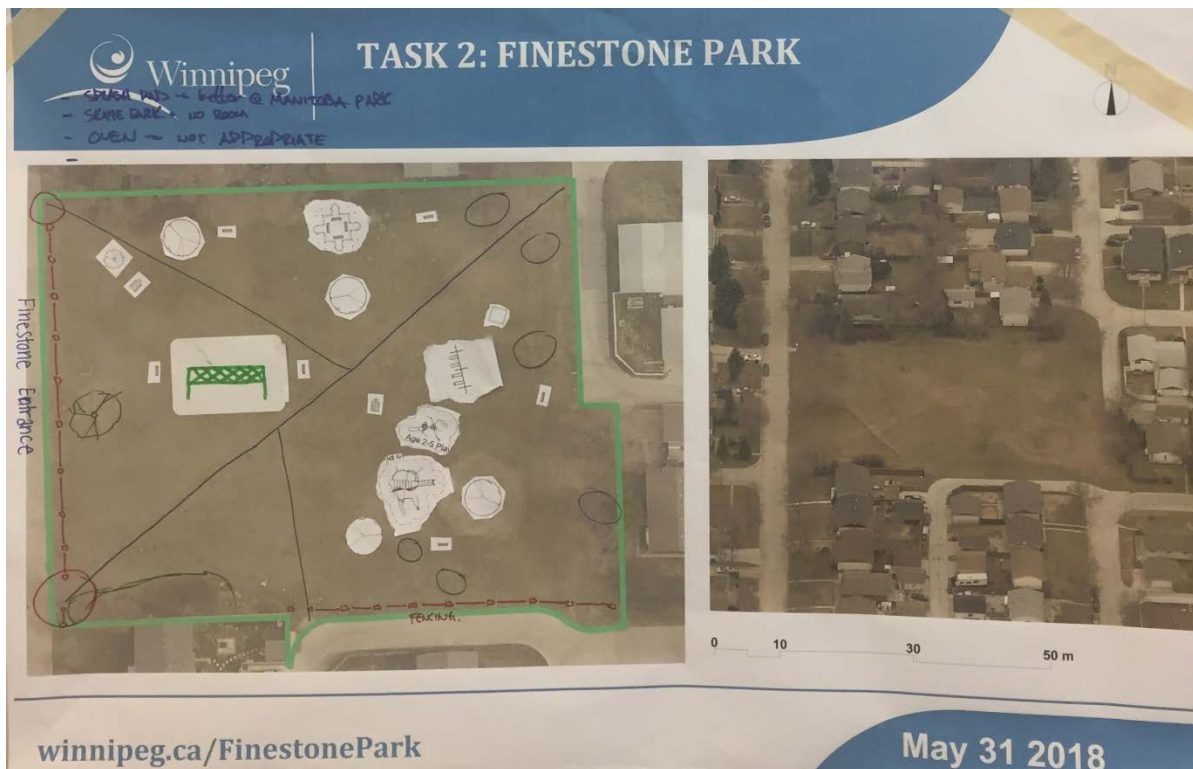 Winnipeg
TASK 2: FINESTONE PARK
- SPLASH PAD - better @ MANITOBA PARK
- SKATE PARK - NO ROOM
- OVEN - NOT APPROPRIATE
-
N
Finestone Entrance
Age 2-5 Play
FENCING.
0 10 30 50 m
winnipeg.ca/FinestonePark
May 31 2018